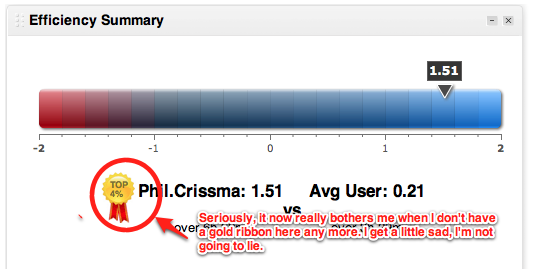 Efficiency Summary
1.51
-2 -1 0 1 2
TOP
4%
Phil.Crissma: 1.51 Avg User: 0.21
vs
over
Seriously, it now really bothers me when I don't have
a gold ribbon here any more. I get a little sad, I'm not
going to lie.